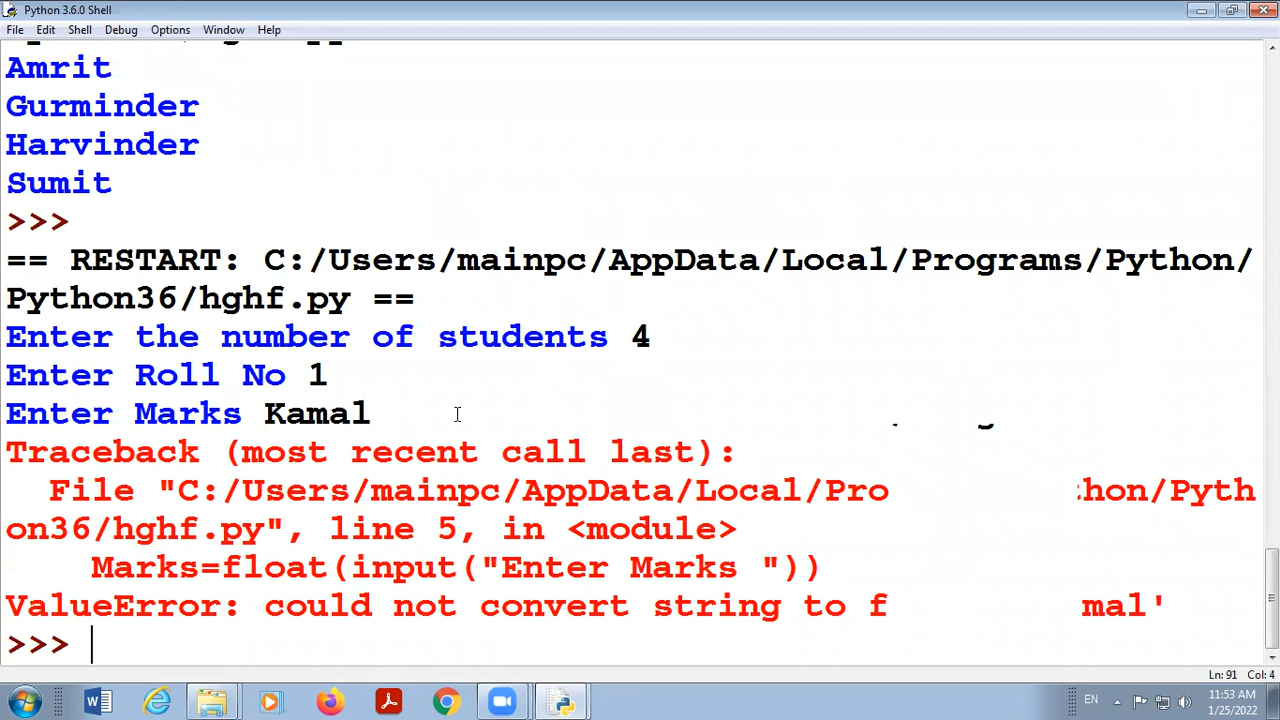 Python 3.6.0 Shell
File Edit Shell Debug Options Window Help
Amrit
Gurminder
Harvinder
Sumit
>>>
== RESTART: C:/Users/mainpc/AppData/Local/Programs/Python/
Python36/hghf.py ==
Enter the number of students 4
Enter Roll No 1
Enter Marks Kamal
Traceback (most recent call last):
File "C:/Users/mainpc/AppData/Local/Pro hon/Pyth
on36/hghf.py", line 5, in <module>
Marks=float(input("Enter Marks "))
ValueError: could not convert string to f mal'
>>>
Ln: 91 Col: 4
EN 11:53 AM
1/25/2022